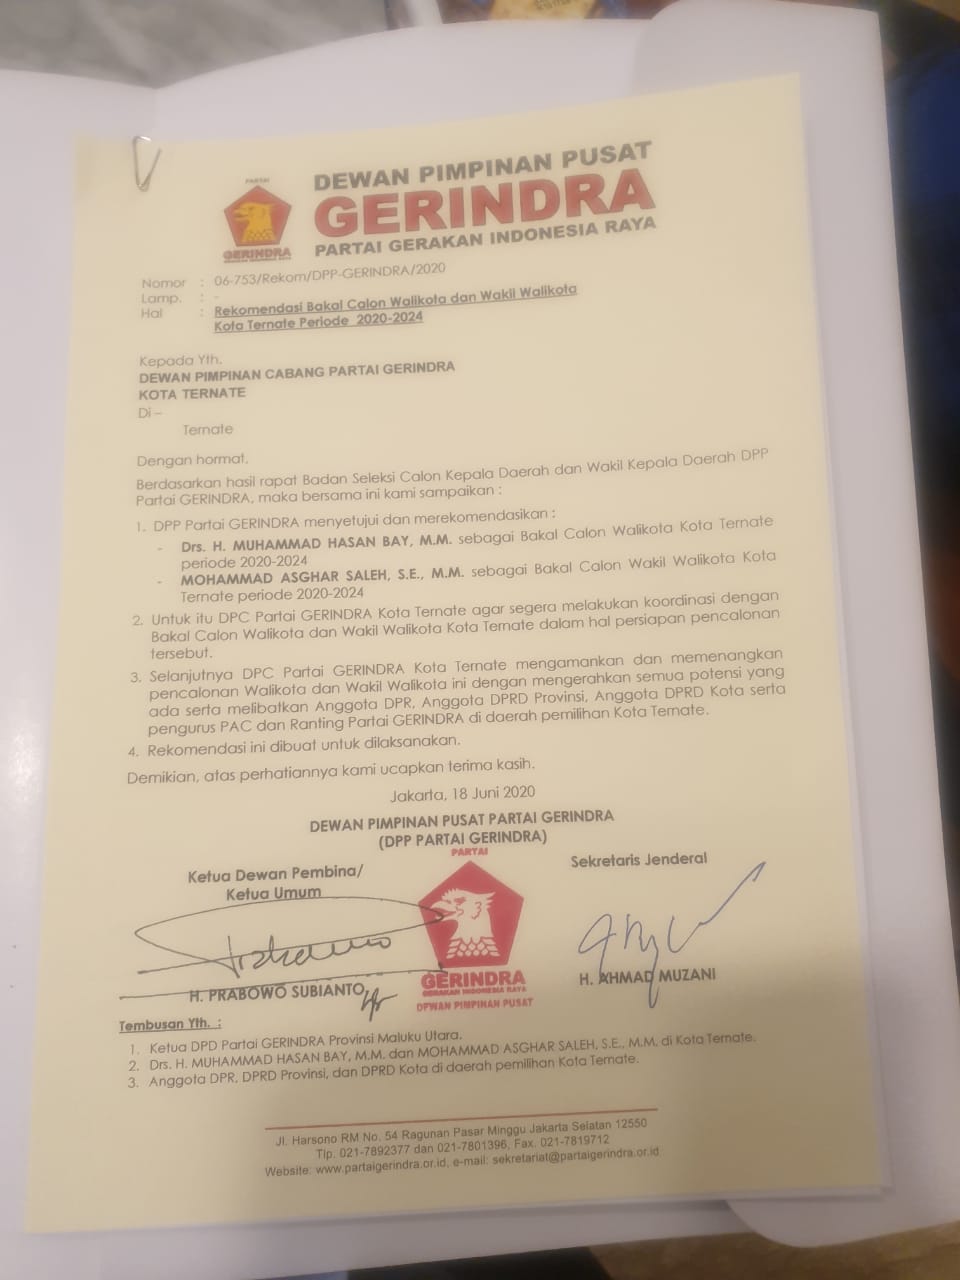 PARTAI
GERINDRA
GERAKAN INDONESIA RAYA
DEWAN PIMPINAN PUSAT
GERINDRA
PARTAI GERAKAN INDONESIA RAYA
Nomor : 06-753/Rekom/DPP-GERINDRA/2020
Lamp. : -
Hal : Rekomendasi Bakal Calon Walikota dan Wakil Walikota
Kota Ternate Periode 2020-2024
Kepada Yth.
DEWAN PIMPINAN CABANG PARTAI GERINDRA
KOTA TERNATE
Di –
Ternate
Dengan hormat,
Berdasarkan hasil rapat Badan Seleksi Calon Kepala Daerah dan Wakil Kepala Daerah DPP
Partai GERINDRA, maka bersama ini kami sampaikan :
1. DPP Partai GERINDRA menyetujui dan merekomendasikan :
- Drs. H. MUHAMMAD HASAN BAY, M.M. sebagai Bakal Calon Walikota Kota Ternate
periode 2020-2024
- MOHAMMAD ASGHAR SALEH, S.E., M.M. sebagai Bakal Calon Wakil Walikota Kota
Ternate periode 2020-2024
2. Untuk itu DPC Partai GERINDRA Kota Ternate agar segera melakukan koordinasi dengan
Bakal Calon Walikota dan Wakil Walikota Kota Ternate dalam hal persiapan pencalonan
tersebut.
3. Selanjutnya DPC Partai GERINDRA Kota Ternate mengamankan dan memenangkan
pencalonan Walikota dan Wakil Walikota ini dengan mengerahkan semua potensi yang
ada serta melibatkan Anggota DPR, Anggota DPRD Provinsi, Anggota DPRD Kota serta
pengurus PAC dan Ranting Partai GERINDRA di daerah pemilihan Kota Ternate.
4. Rekomendasi ini dibuat untuk dilaksanakan.
Demikian, atas perhatiannya kami ucapkan terima kasih.
Jakarta, 18 Juni 2020
DEWAN PIMPINAN PUSAT PARTAI GERINDRA
(DPP PARTAI GERINDRA)
Ketua Dewan Pembina/
Ketua Umum
Sekretaris Jenderal
PARTAI
GERINDRA
GERAKAN INDONESIA RAYA
DEWAN PIMPINAN PUSAT
H. PRABOWO SUBIANTO
H. AHMAD MUZANI
Tembusan Yth. :
1. Ketua DPD Partai GERINDRA Provinsi Maluku Utara.
2. Drs. H. MUHAMMAD HASAN BAY, M.M. dan MOHAMMAD ASGHAR SALEH, S.E., M.M. di Kota Ternate.
3. Anggota DPR, DPRD Provinsi, dan DPRD Kota di daerah pemilihan Kota Ternate.
Jl. Harsono RM No. 54 Ragunan Pasar Minggu Jakarta Selatan 12550
Tlp. 021-7892377 dan 021-7801396, Fax. 021-7819712
Website: www.partaigerindra.or.id, e-mail: sekretariat@partaigerindra.or.id